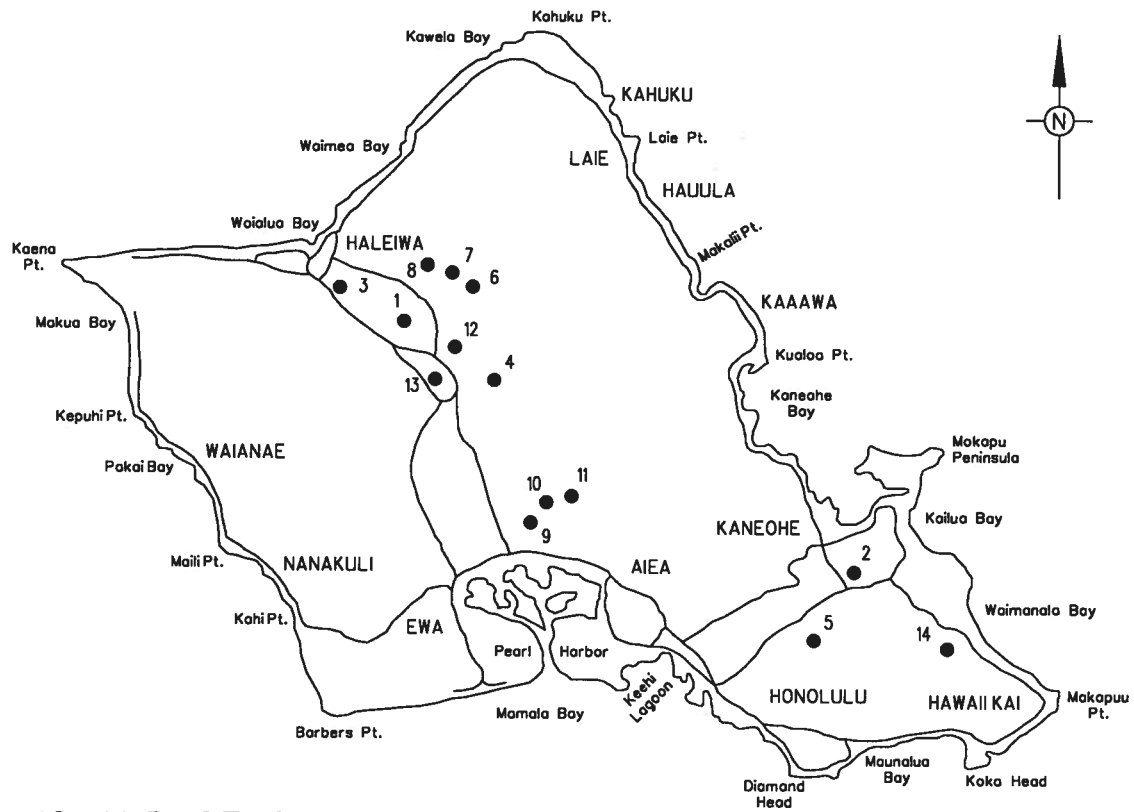 Kahuku Pt.
Kawela Bay
KAHUKU
N
Waimea Bay
Laie Pt.
LAIE
HAUULA
Waialua Bay
Makalii Pt.
Kaena
Pt.
HALEIWA
8
7
6
3
1
KAAAWA
Makua Bay
12
Kualoa Pt.
4
13
Kaneohe
Bay
Kepuhi Pt.
WAIANAE
Mokapu
Peninsula
Pokai Bay
10
11
9
KANEOHE
Kailua Bay
Maili Pt.
NANAKULI
AIEA
2
Kahi Pt.
Waimanalo Bay
EWA
5
14
Pearl
Harbor
Keehi
Lagoon
HONOLULU
HAWAII KAI
Makapuu
Pt.
Mamala Bay
Barbers Pt.
Maunalua
Bay
Koko Head
Diamand
Head